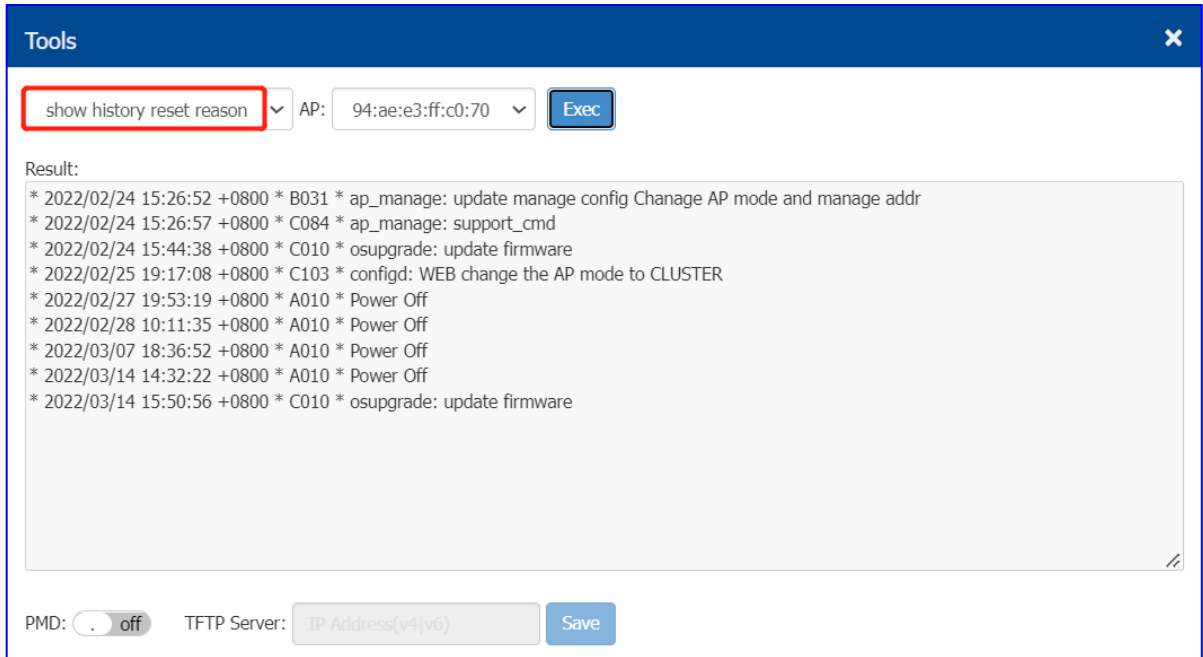 Tools
show history reset reason AP: 94:ae:e3:ff:c0:70 Exec
Result:
* 2022/02/24 15:26:52 +0800 * B031 * ap_manage: update manage config Chanage AP mode and manage addr
* 2022/02/24 15:26:57 +0800 * C084 * ap_manage: support_cmd
* 2022/02/24 15:44:38 +0800 * C010 * osupgrade: update firmware
* 2022/02/25 19:17:08 +0800 * C103 * configd: WEB change the AP mode to CLUSTER
* 2022/02/27 19:53:19 +0800 * A010 * Power Off
* 2022/02/28 10:11:35 +0800 * A010 * Power Off
* 2022/03/07 18:36:52 +0800 * A010 * Power Off
* 2022/03/14 14:32:22 +0800 * A010 * Power Off
* 2022/03/14 15:50:56 +0800 * C010 * osupgrade: update firmware
PMD: . off TFTP Server: IP Address(v4|v6) Save